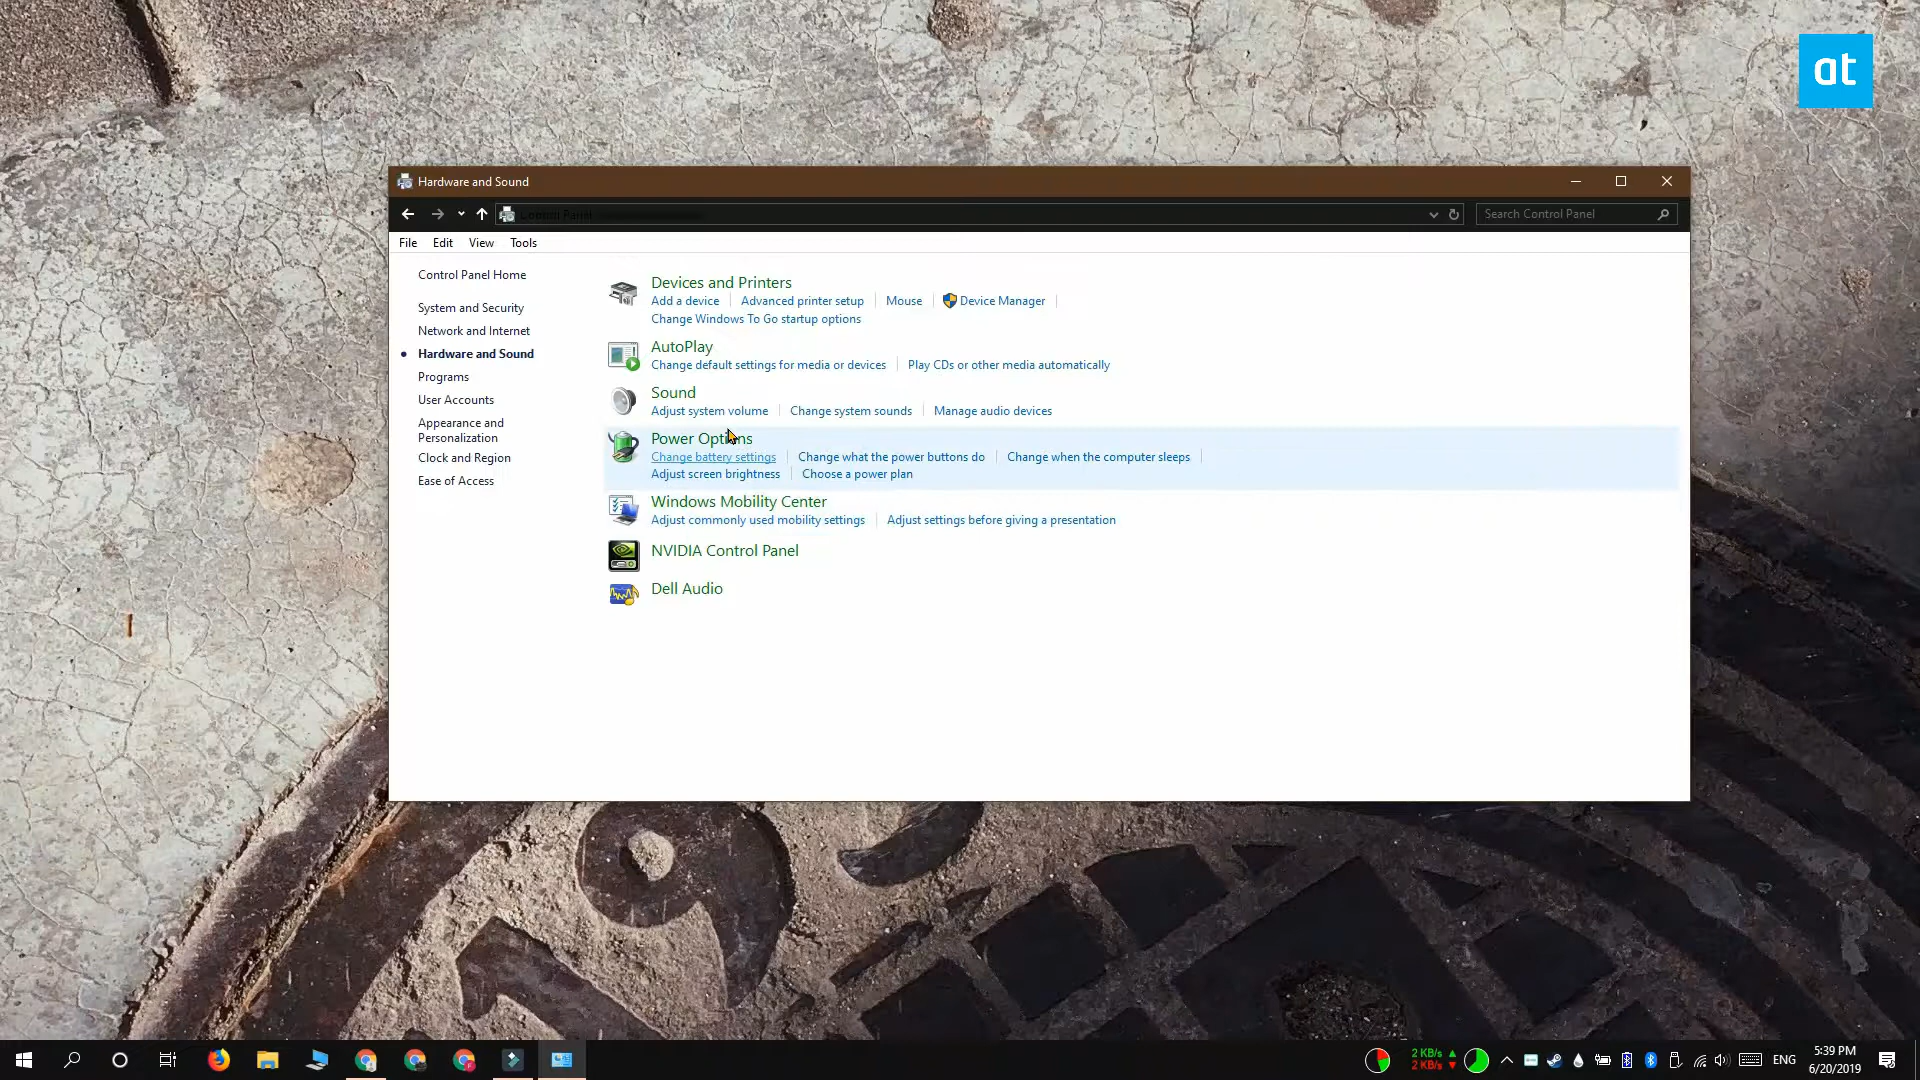 at
Hardware and Sound
Control Panel
Search Control Panel
File Edit View Tools
Control Panel Home
System and Security
Network and Internet
Hardware and Sound
Programs
User Accounts
Appearance and
Personalization
Clock and Region
Ease of Access
Devices and Printers
Add a device Advanced printer setup Mouse Device Manager
Change Windows To Go startup options
AutoPlay
Change default settings for media or devices Play CDs or other media automatically
Sound
Adjust system volume Change system sounds Manage audio devices
Power Options
Change battery settings Change what the power buttons do Change when the computer sleeps
Adjust screen brightness Choose a power plan
Windows Mobility Center
Adjust commonly used mobility settings Adjust settings before giving a presentation
NVIDIA Control Panel
Dell Audio
2 KB/s
2 KB/s
ENG
5:39 PM
6/20/2019